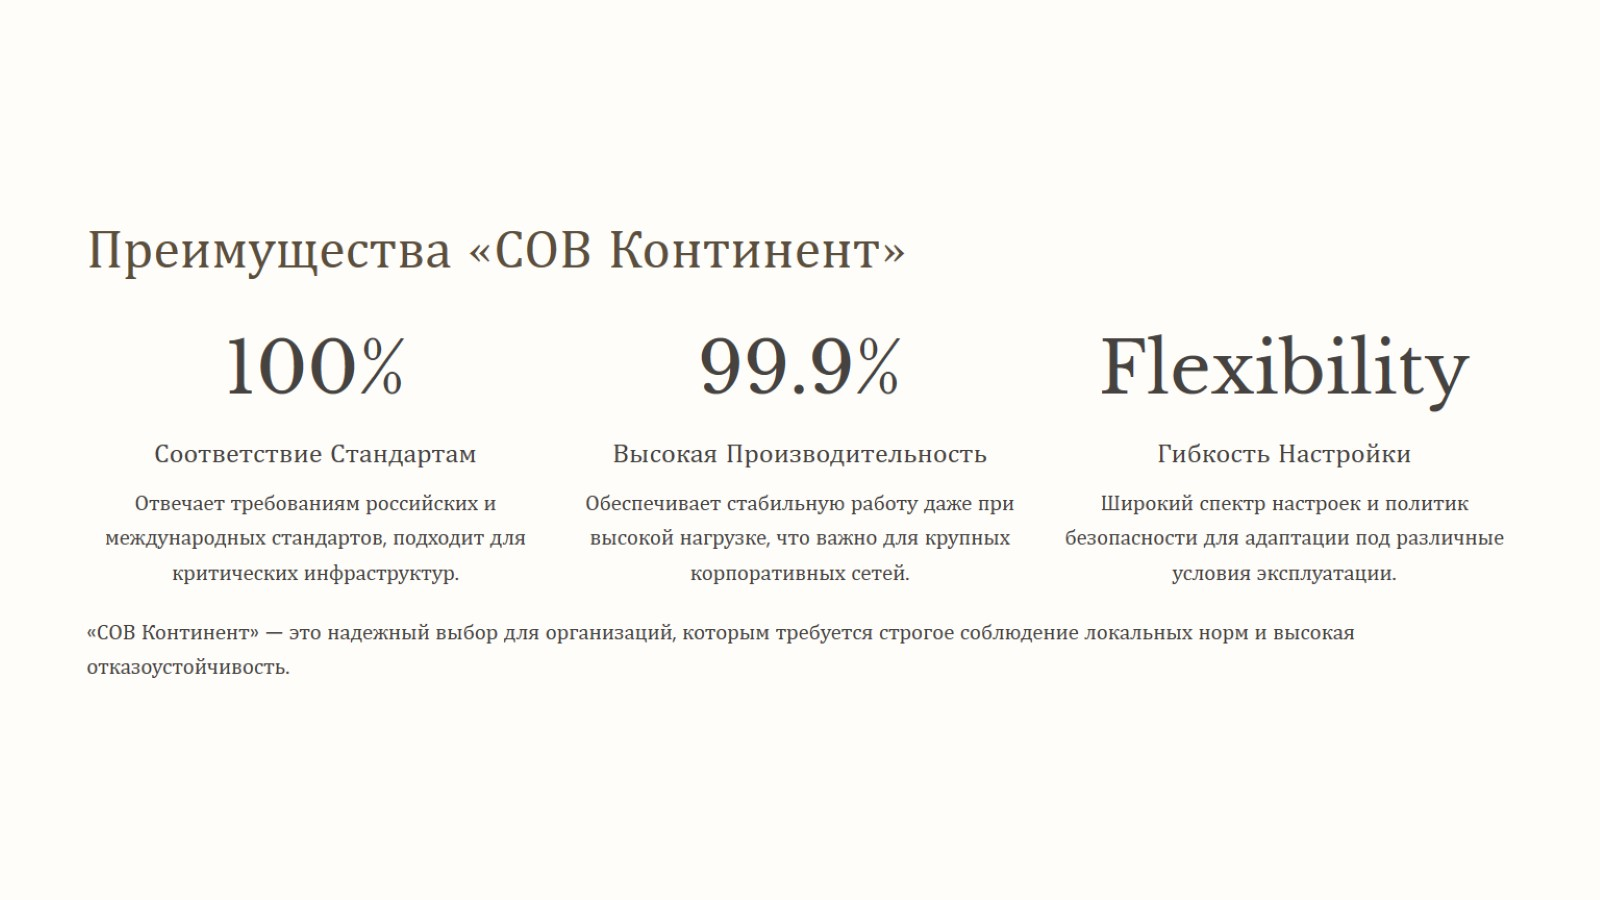 Преимущества «СОВ Континент»
100%
Соответствие Стандартам
Отвечает требованиям российских и
международных стандартов, подходит для
критических инфраструктур.
99.9%
Высокая Производительность
Обеспечивает стабильную работу даже при
высокой нагрузке, что важно для крупных
корпоративных сетей.
Flexibility
Гибкость Настройки
Широкий спектр настроек и политик
безопасности для адаптации под различные
условия эксплуатации.
«СОВ Континент» — это надежный выбор для организаций, которым требуется строгое соблюдение локальных норм и высокая
отказоустойчивость.